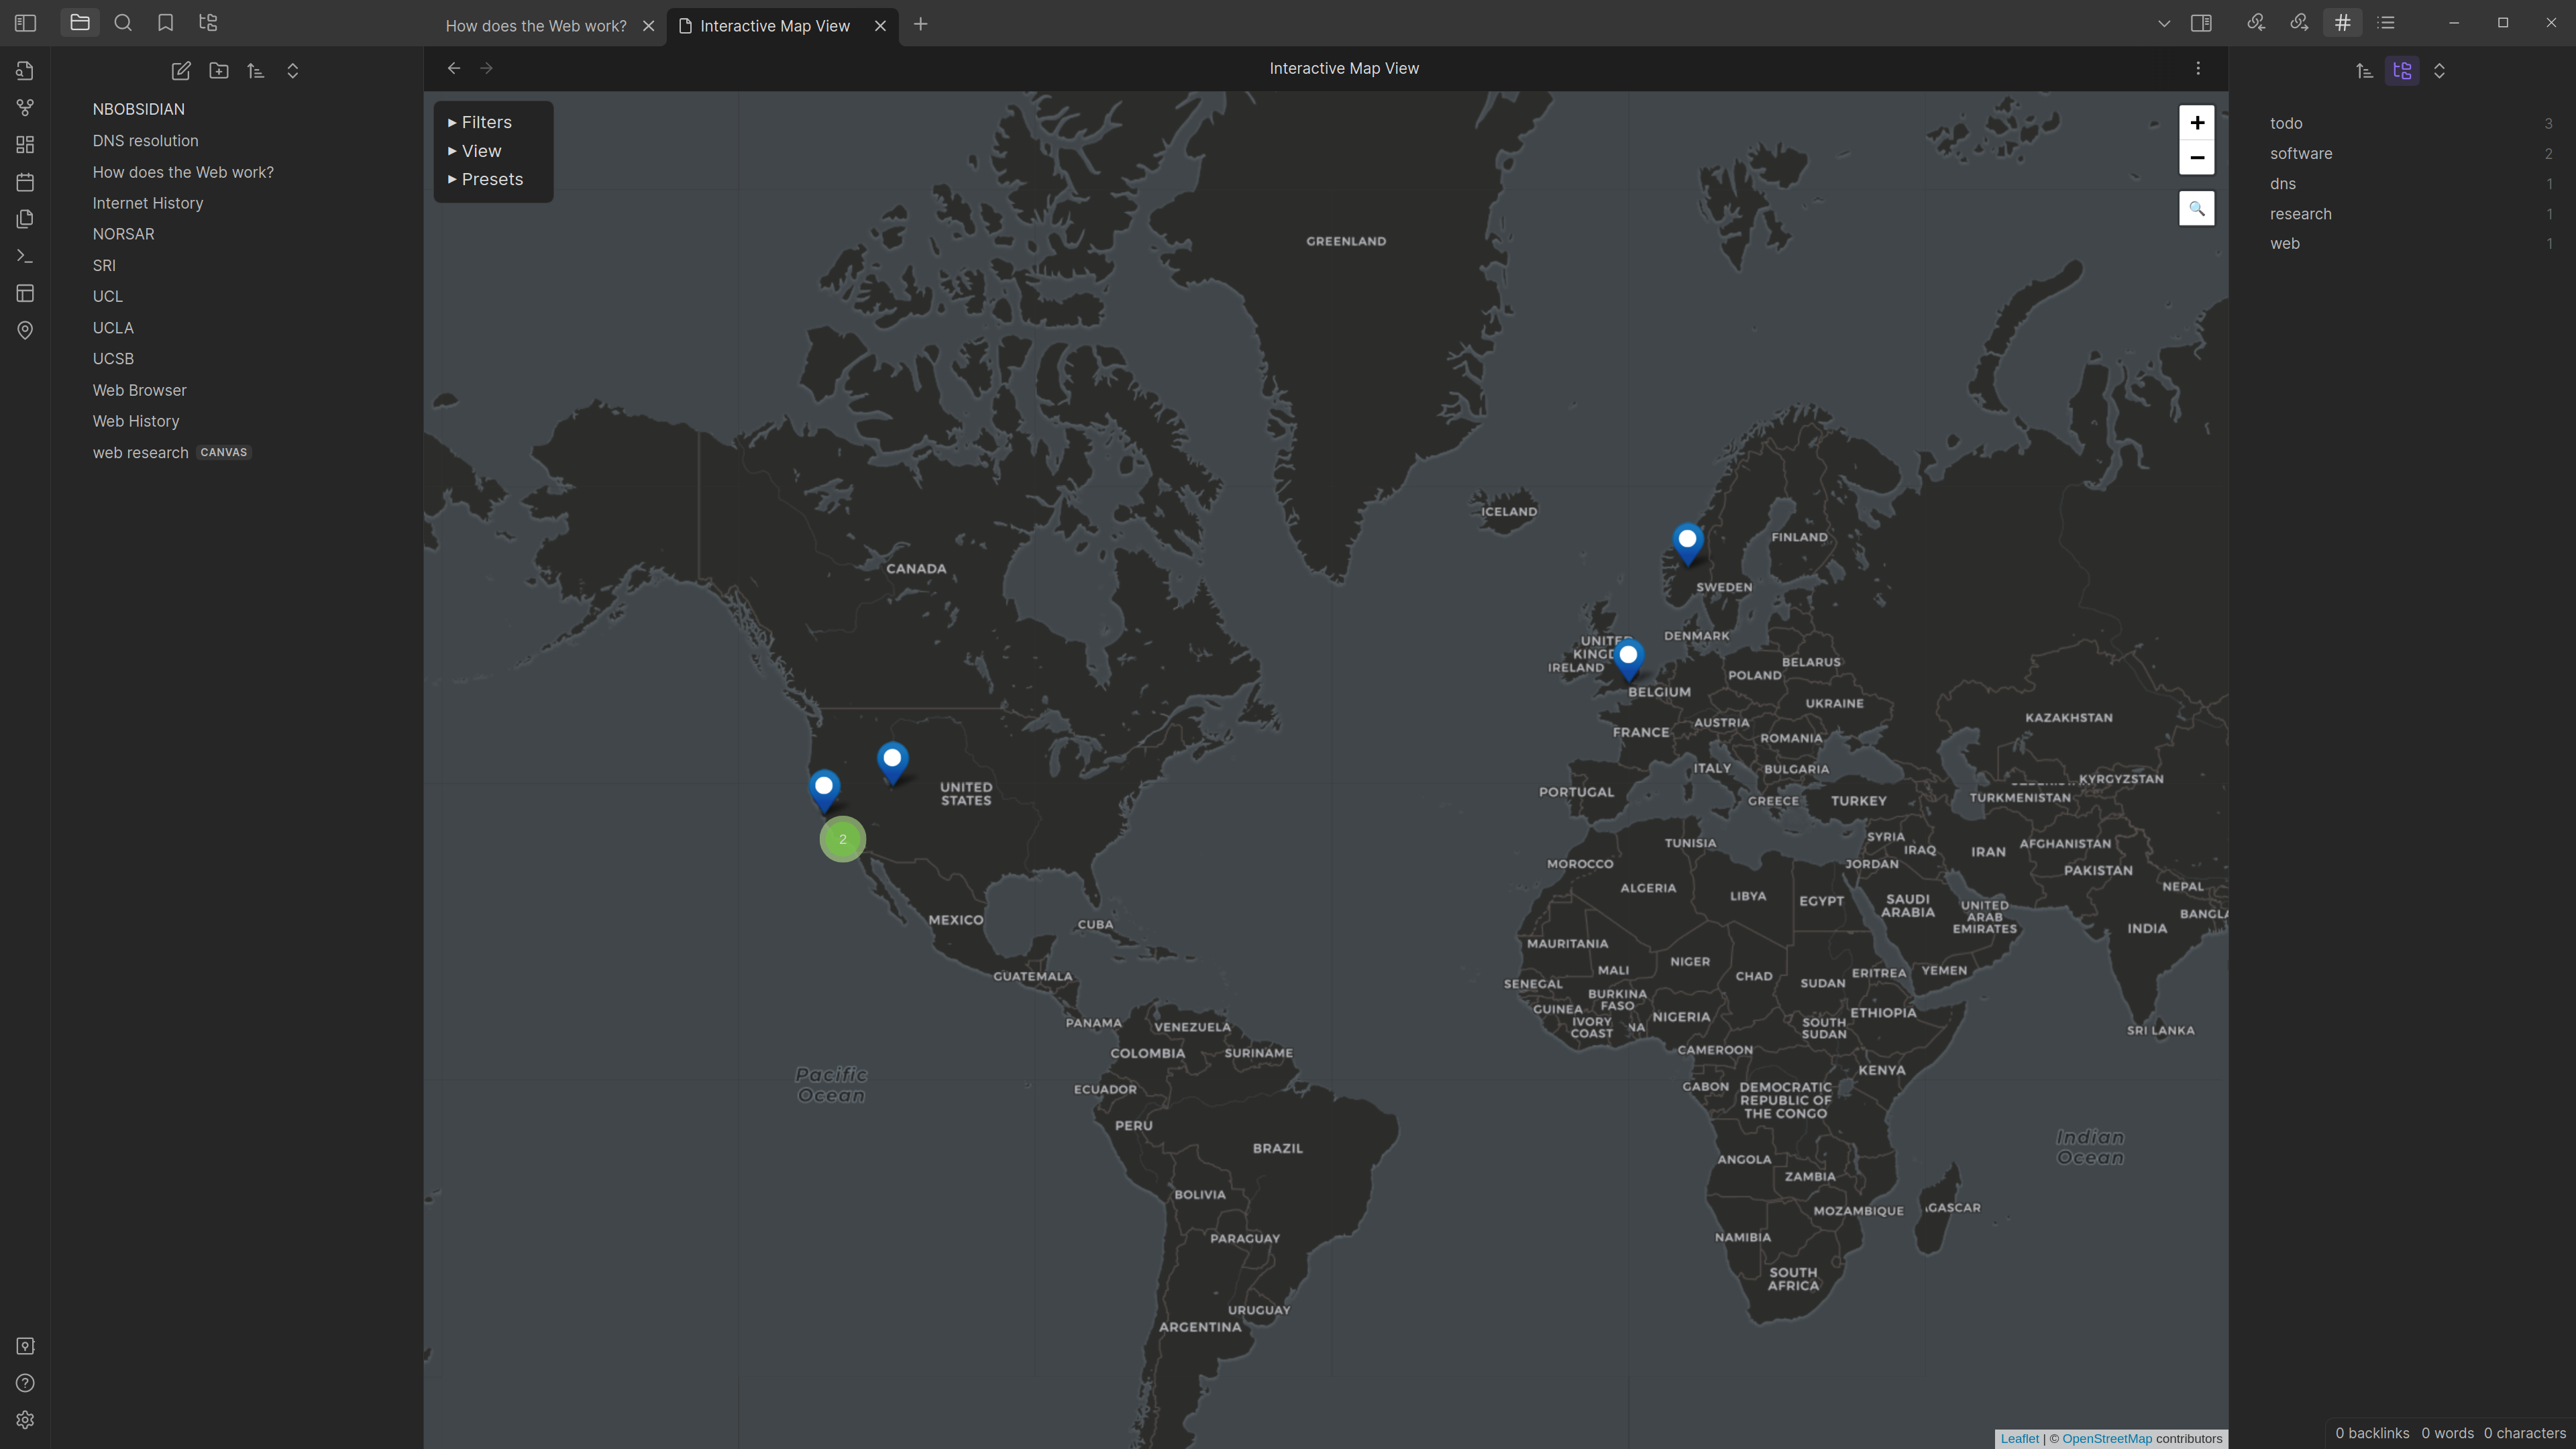 How does the Web work?
Interactive Map View
Interactive Map View
NBOBSIDIAN
DNS resolution
How does the Web work?
Internet History
NORSAR
SRI
UCL
UCLA
UCSB
Web Browser
Web History
web research CANVAS
Filters
View
Presets
+
−
todo 3
software 2
dns 1
research 1
web 1
GREENLAND
ICELAND
FINLAND
CANADA
SWEDEN
DENMARK
UNITED
KINGD
IRELAND
BELARUS
POLAND
BELGIUM
UKRAINE
KAZAKHSTAN
AUSTRIA
FRANCE
ROMANIA
ITALY
BULGARIA
KYRGYZSTAN
UNITED
STATES
PORTUGAL
GREECE
TURKEY
TURKMENISTAN
2
TUNISIA
SYRIA
IRAQ
IRAN
AFGHANISTAN
MOROCCO
JORDAN
PAKISTAN
ALGERIA
LIBYA
EGYPT
SAUDI
ARABIA
UNITED
ARAB
EMIRATES
NEPAL
BANGLA
INDIA
MEXICO
CUBA
MAURITANIA
GUATEMALA
MALI
NIGER
CHAD
SUDAN
ERITREA
YEMEN
SENEGAL
BURKINA
FASO
GUINEA
IVORY
COAST
NA
NIGERIA
SOUTH
SUDAN
ETHIOPIA
SRI LANKA
PANAMA
VENEZUELA
COLOMBIA
SURINAME
CAMEROON
KENYA
Pacific
Ocean
ECUADOR
GABON
DEMOCRATIC
REPUBLIC OF
THE CONGO
PERU
BRAZIL
Indian
Ocean
ANGOLA
ZAMBIA
BOLIVIA
MOZAMBIQUE
GASCAR
PARAGUAY
NAMIBIA
SOUTH
AFRICA
URUGUAY
ARGENTINA
Leaflet | © OpenStreetMap contributors
0 backlinks 0 words 0 characters